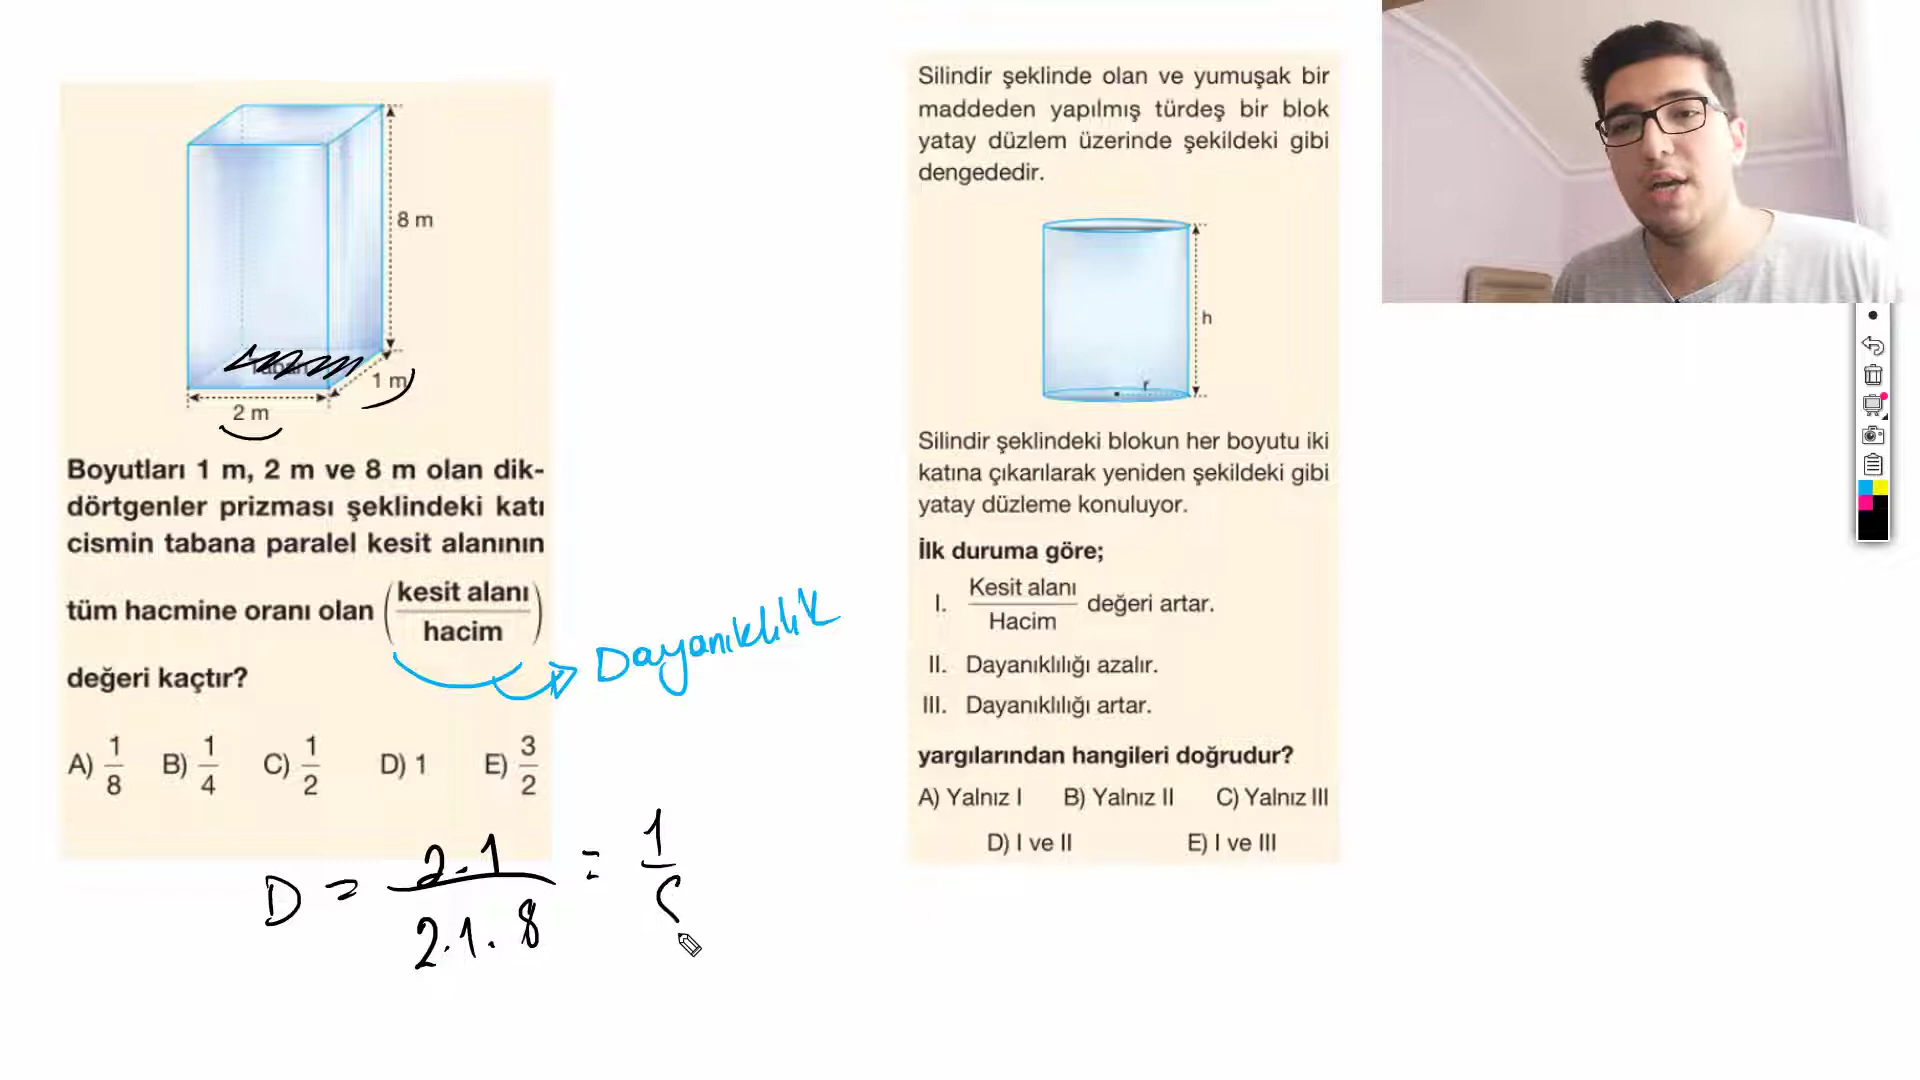 8 m
Taban
1 m
2 m
Boyutları 1 m, 2 m ve 8 m olan dik-
dörtgenler prizması şeklindeki katı
cismin tabana paralel kesit alanının
tüm hacmine oranı olan (kesit alanı / hacim)
değeri kaçtır?
A) 1/8 B) 1/4 C) 1/2 D) 1 E) 3/2
Dayanıklılık
D = 2.1 / 2.1.8 = 1
Silindir şeklinde olan ve yumuşak bir
maddeden yapılmış türdeş bir blok
yatay düzlem üzerinde şekildeki gibi
dengededir.
h
r
Silindir şeklindeki blokun her boyutu iki
katına çıkarılarak yeniden şekildeki gibi
yatay düzleme konuluyor.
İlk duruma göre;
I. Kesit alanı / Hacim değeri artar.
II. Dayanıklılığı azalır.
III. Dayanıklılığı artar.
yargılarından hangileri doğrudur?
A) Yalnız I B) Yalnız II C) Yalnız III
D) I ve II E) I ve III